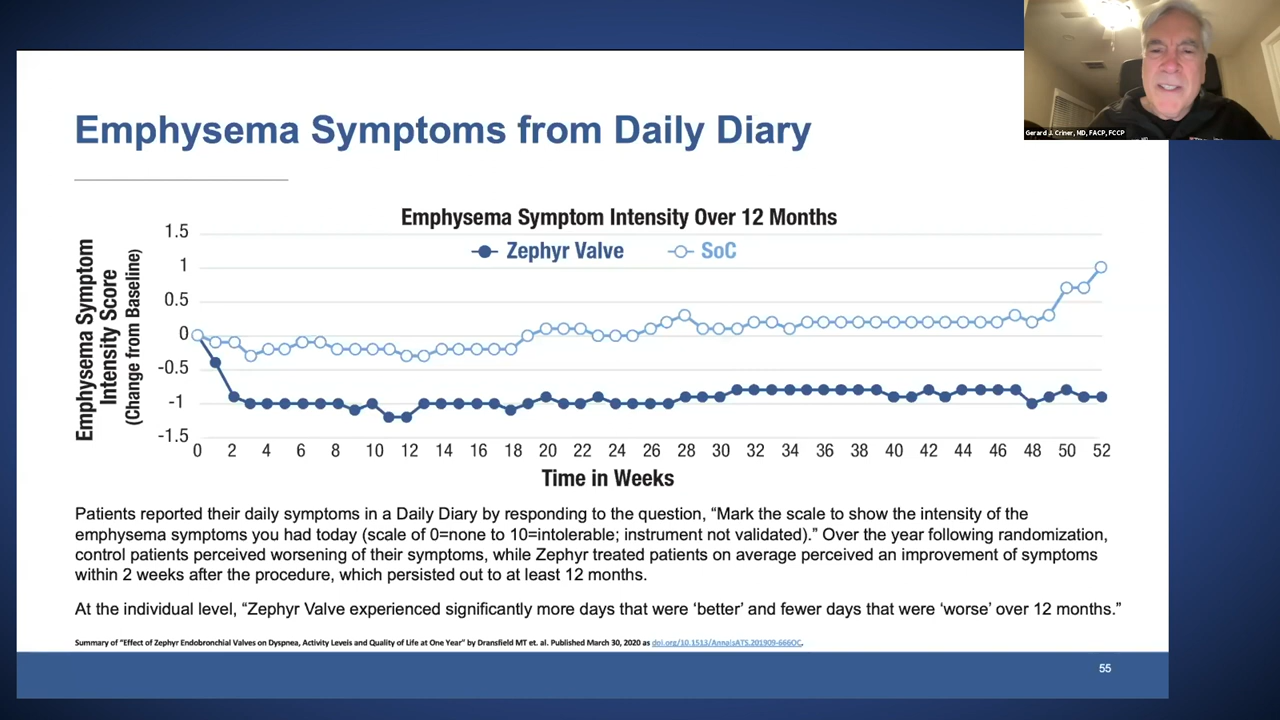 Gerard J. Criner, MD, FACP, FCCP
Emphysema Symptoms from Daily Diary
Emphysema Symptom Intensity Over 12 Months
Zephyr Valve SoC
Emphysema Symptom
Intensity Score
(Change from Baseline)
1.5
1
0.5
0
-0.5
-1
-1.5
0 2 4 6 8 10 12 14 16 18 20 22 24 26 28 30 32 34 36 38 40 42 44 46 48 50 52
Time in Weeks
Patients reported their daily symptoms in a Daily Diary by responding to the question, “Mark the scale to show the intensity of the
emphysema symptoms you had today (scale of 0=none to 10=intolerable; instrument not validated).” Over the year following randomization,
control patients perceived worsening of their symptoms, while Zephyr treated patients on average perceived an improvement of symptoms
within 2 weeks after the procedure, which persisted out to at least 12 months.
At the individual level, “Zephyr Valve experienced significantly more days that were ‘better’ and fewer days that were ‘worse’ over 12 months.”
Summary of “Effect of Zephyr Endobronchial Valves on Dyspnea, Activity Levels and Quality of Life at One Year” by Dransfield MT et. al. Published March 30, 2020 as doi.org/10.1513/AnnalsATS.201909-666OC.
55